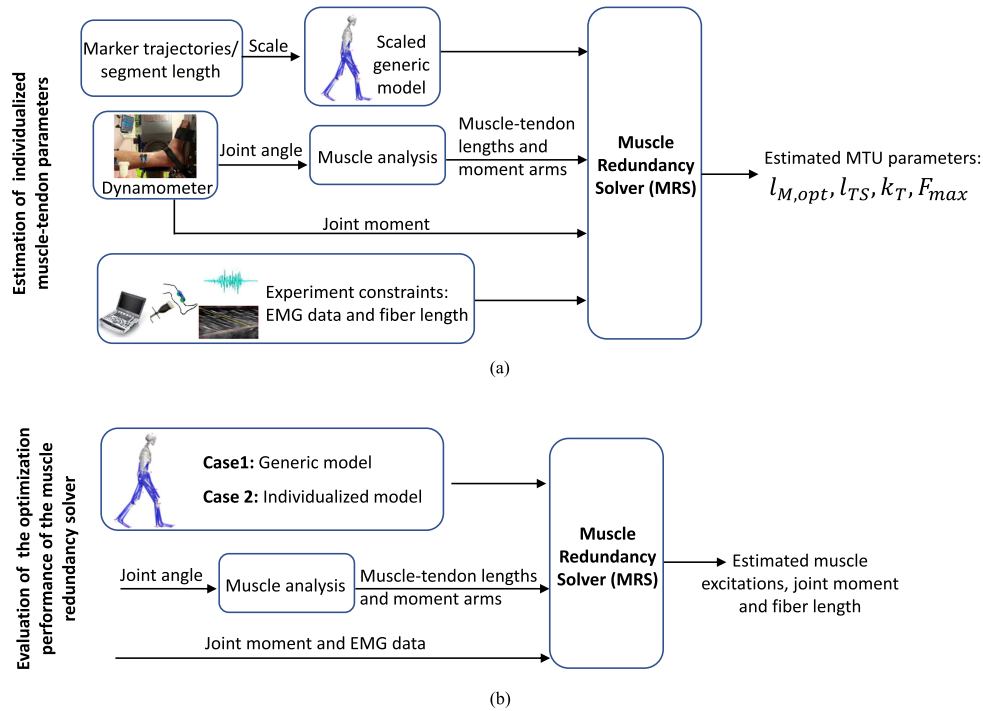 Estimation of individualized
muscle-tendon parameters
Marker trajectories/
segment length
Scale
Scaled
generic
model
Dynamometer
Joint angle
Muscle analysis
Muscle-tendon
lengths and
moment arms
Joint moment
Experiment constraints:
EMG data and fiber length
Muscle
Redundancy
Solver (MRS)
Estimated MTU parameters:
l_{M,opt}, l_{TS}, k_T, F_{max}
(a)
Evaluation of the optimization
performance of the muscle
redundancy solver
Case1: Generic model
Case 2: Individualized model
Joint angle
Muscle analysis
Muscle-tendon lengths
and moment arms
Joint moment and EMG data
Muscle
Redundancy
Solver (MRS)
Estimated muscle
excitations, joint moment
and fiber length
(b)